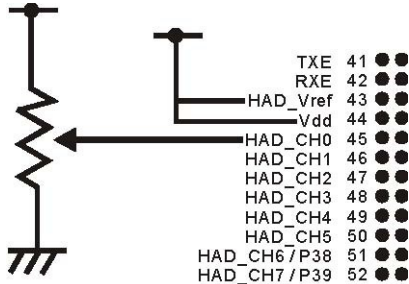 TXE 41
RXE 42
HAD_Vref 43
Vdd 44
HAD_CH0 45
HAD_CH1 46
HAD_CH2 47
HAD_CH3 48
HAD_CH4 49
HAD_CH5 50
HAD_CH6/P38 51
HAD_CH7/P39 52